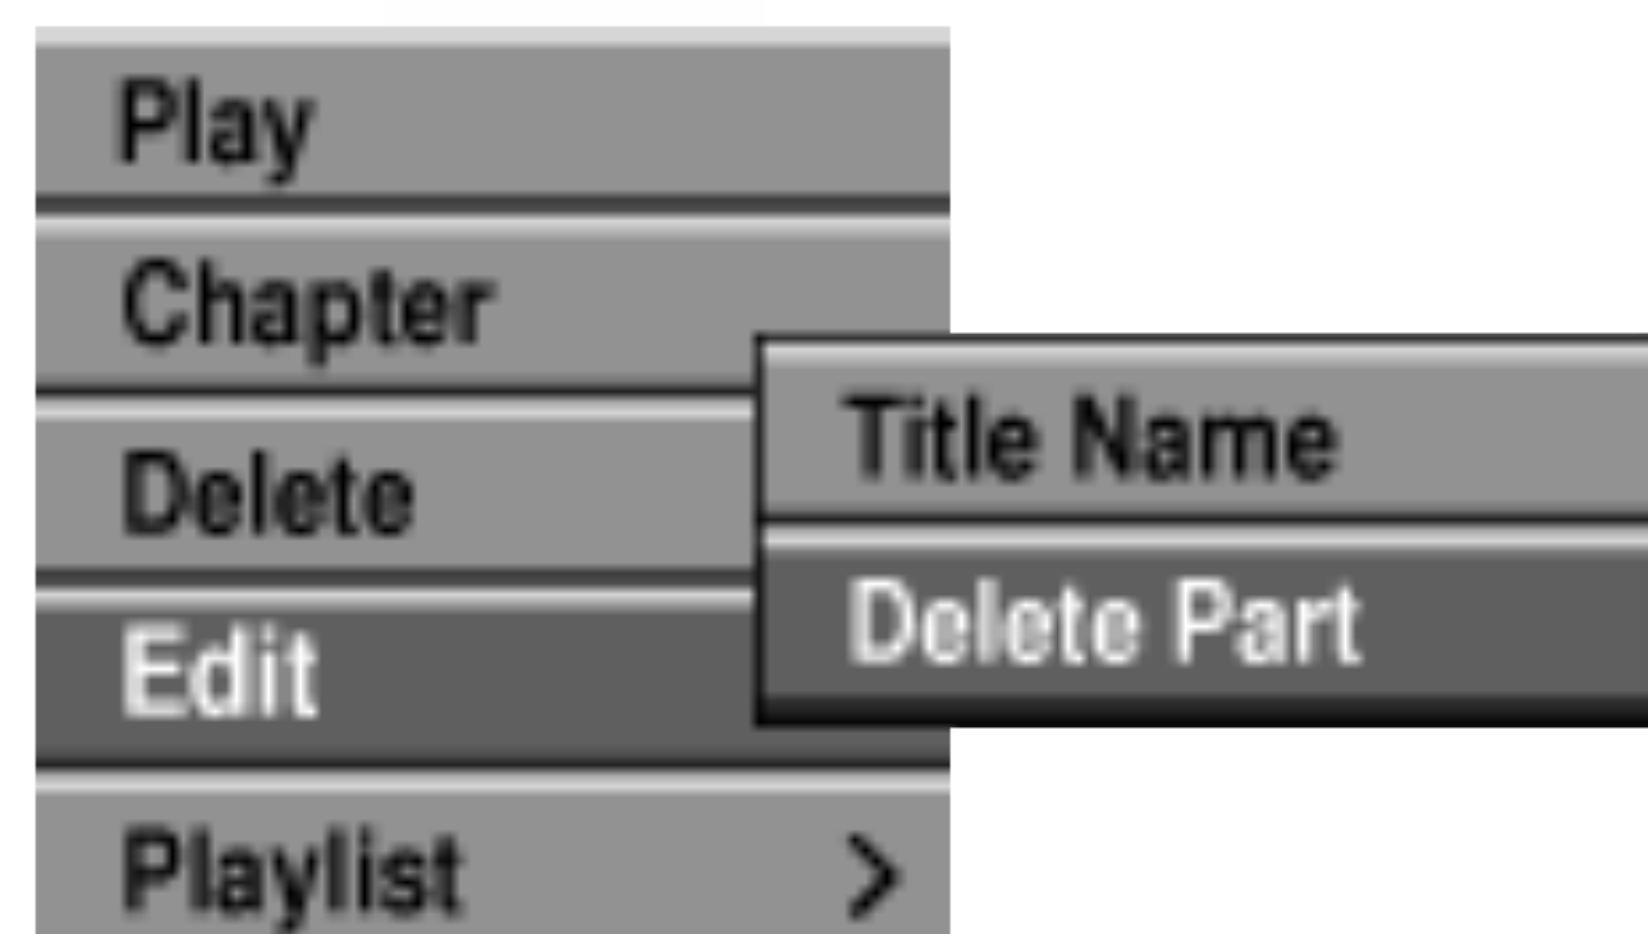 Play
Chapter
Delete
Edit
Playlist >
Title Name
Delete Part